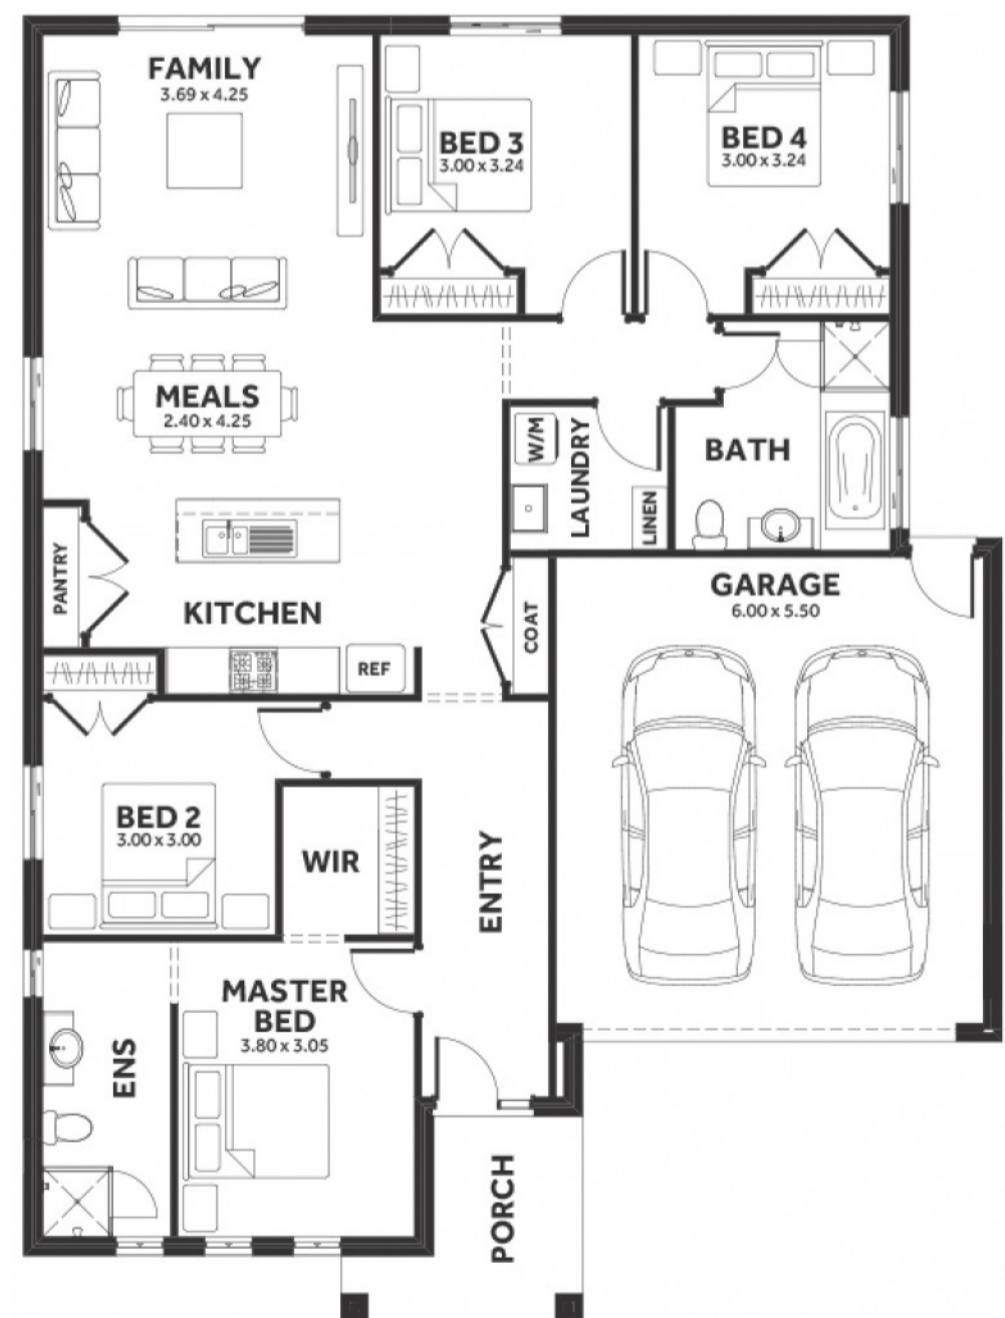 FAMILY
3.69 x 4.25
BED 3
3.00 x 3.24
BED 4
3.00 x 3.24
MEALS
2.40 x 4.25
W/M
LAUNDRY
LINEN
BATH
PANTRY
KITCHEN
REF
COAT
GARAGE
6.00 x 5.50
BED 2
3.00 x 3.00
WIR
ENTRY
MASTER
BED
3.80 x 3.05
ENS
PORCH